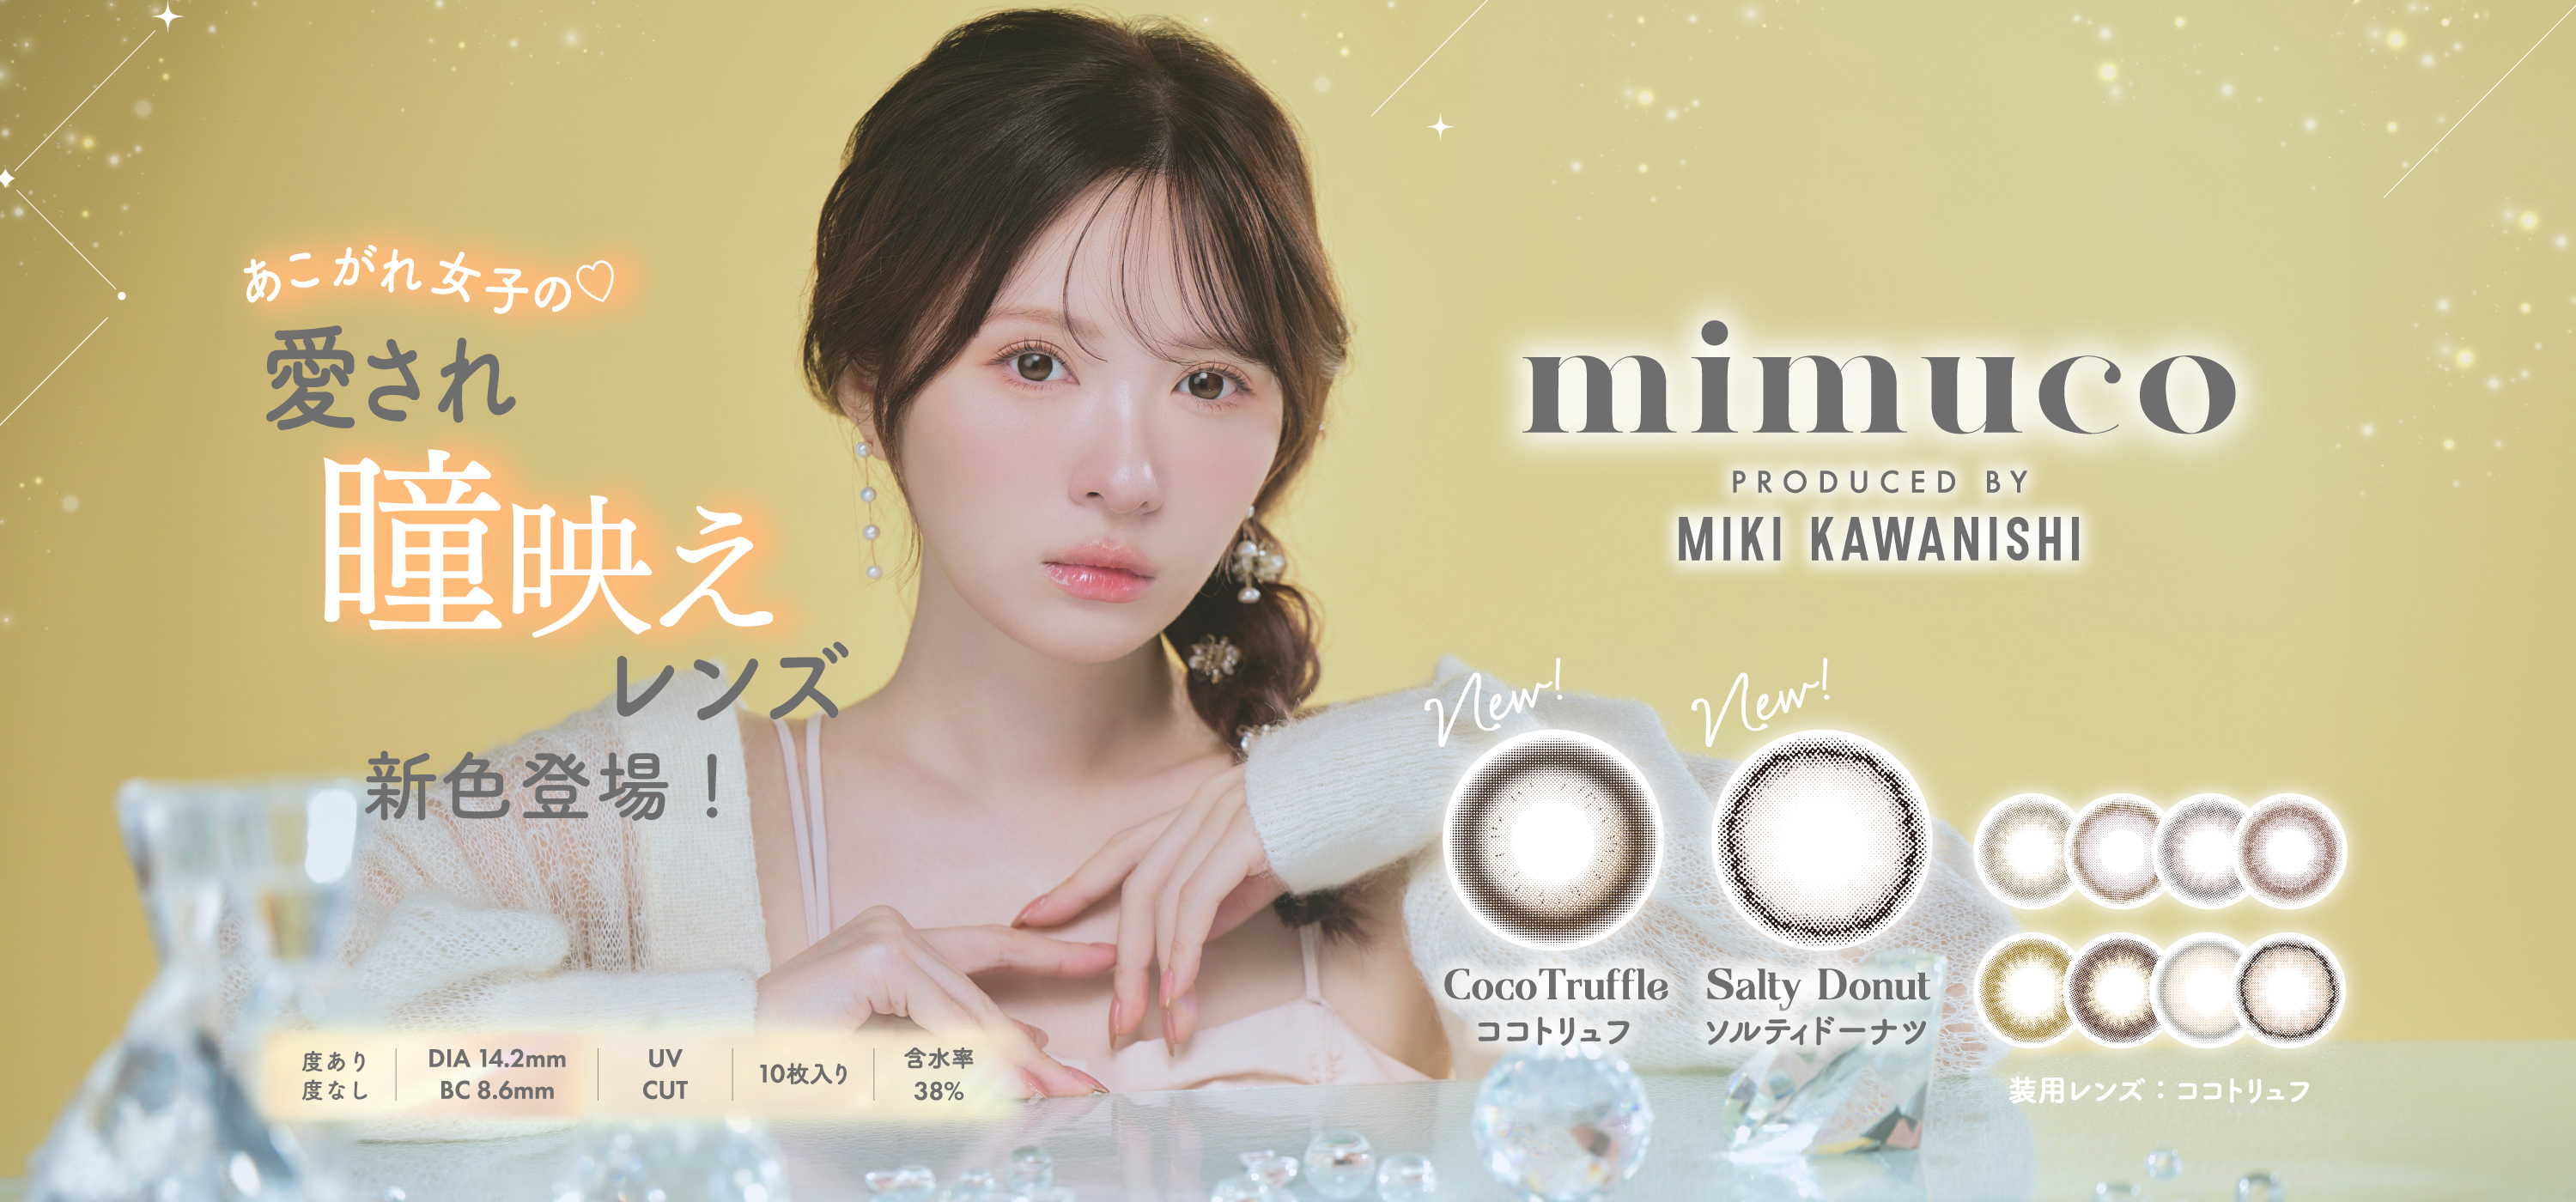 あこがれ女子の♡
愛され
瞳映え
レンズ
新色登場！
度あり
度なし
DIA 14.2mm
BC 8.6mm
UV
CUT
10枚入り
含水率
38%
mimuco
PRODUCED BY
MIKI KAWANISHI
New!
CocoTruffle
ココトリュフ
New!
Salty Donut
ソルティドーナツ
装用レンズ：ココトリュフ